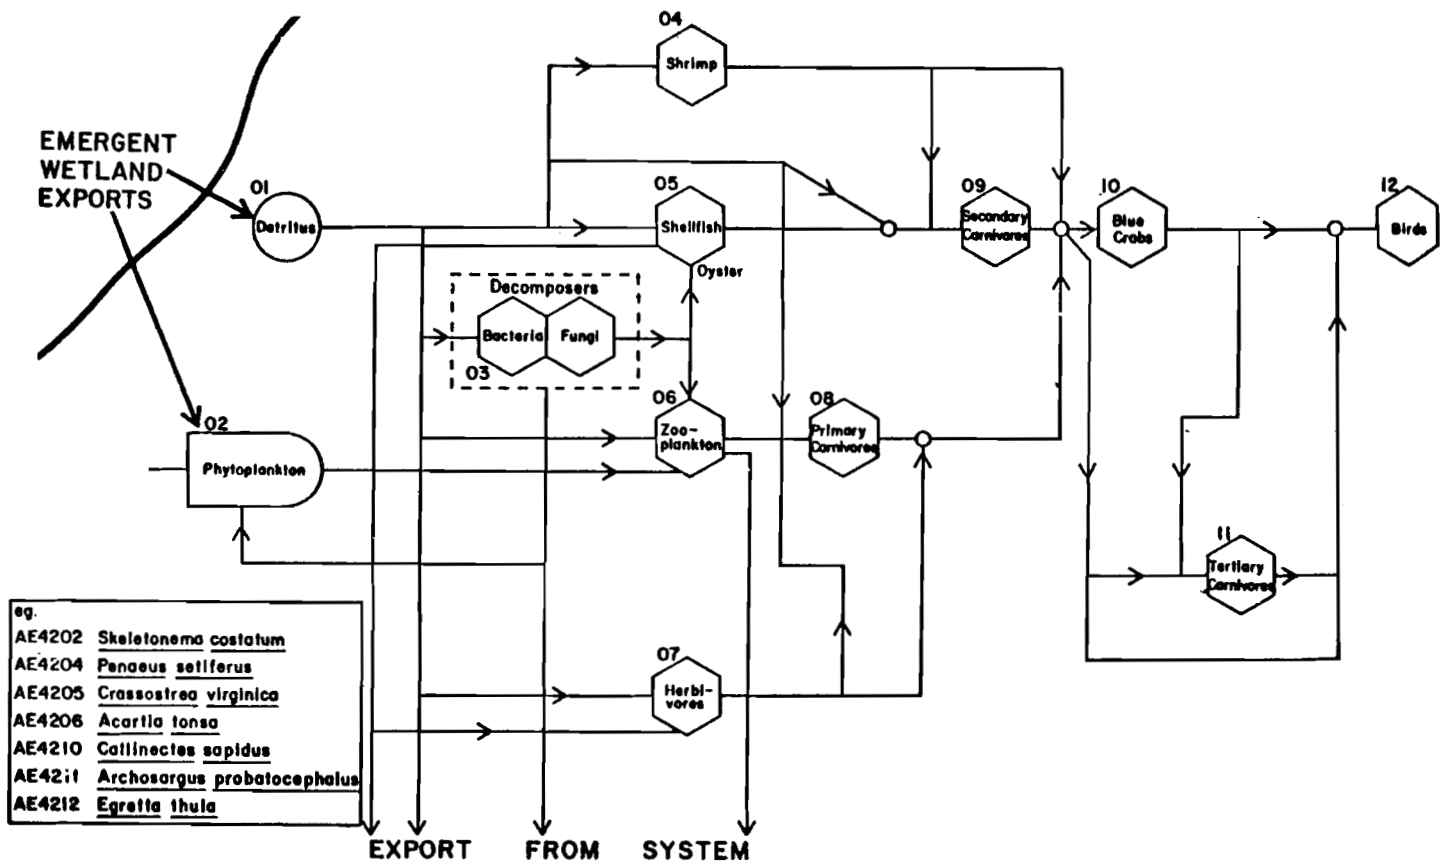 04
Shrimp
EMERGENT
WETLAND
EXPORTS
01
Detritus
05
Shellfish
Oyster
09
Secondary
Carnivores
10
Blue
Crabs
12
Birds
Decomposers
Bacteria
Fungi
03
02
Phytoplankton
06
Zoo-
plankton
08
Primary
Carnivores
11
Tertiary
Carnivores
07
Herbi-
vores
eg.
AE4202 Skeletonema costatum
AE4204 Penaeus setiferus
AE4205 Crassostrea virginica
AE4206 Acartia tonsa
AE4210 Callinectes sapidus
AE4211 Archosargus probatocephalus
AE4212 Egretta thula
EXPORT FROM SYSTEM